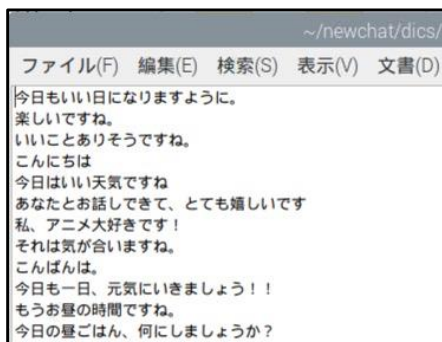 ~/newchat/dics/
ファイル(F) 編集(E) 検索(S) 表示(V) 文書(D)
今日もいい日になりますように。
楽しいですね。
いいことありそうですね。
こんにちは
今日はいい天気ですね
あなたとお話しできて、とても嬉しいです
私、アニメ大好きです！
それは気が合いますね。
こんばんは。
今日も一日、元気にいきましょう！！
もうお昼の時間ですね。
今日の昼ごはん、何にしましょうか？